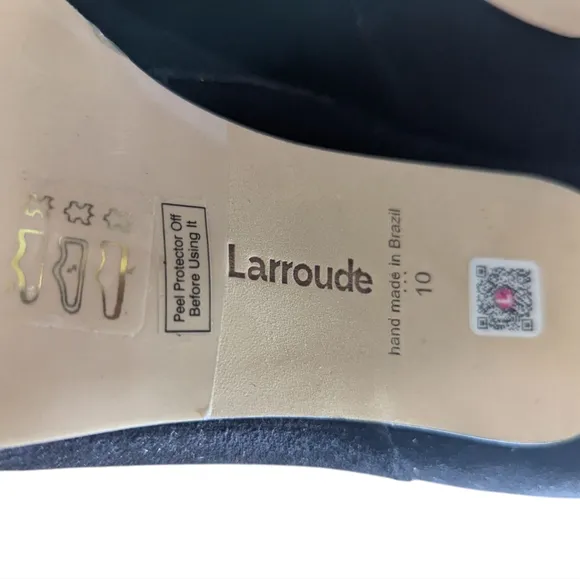 Peel Protector Off
Before Using It
Larroude
hand made in Brazil
10